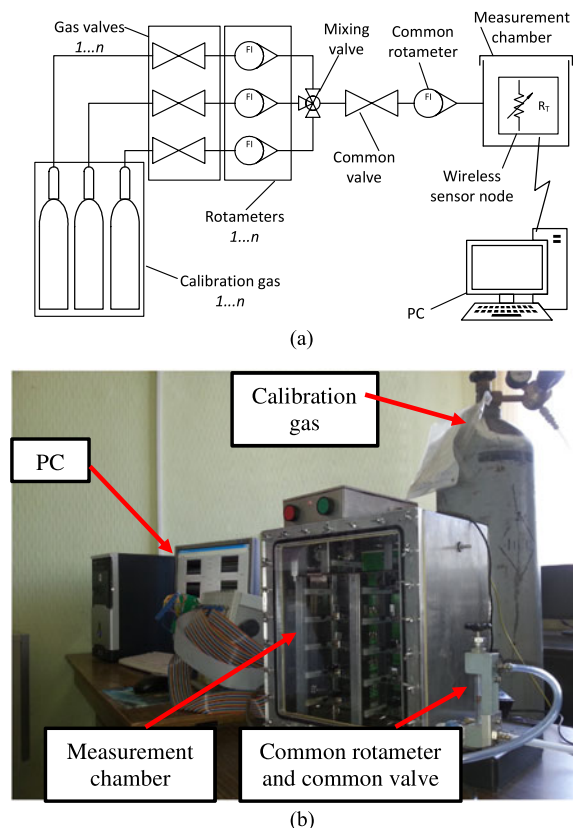 Gas valves
1...n
Mixing
valve
Common
rotameter
Measurement
chamber
FI
FI
FI
FI
RT
Common
valve
Wireless
sensor node
Rotameters
1...n
Calibration gas
1...n
PC
(a)
Calibration
gas
PC
Measurement
chamber
Common rotameter
and common valve
(b)